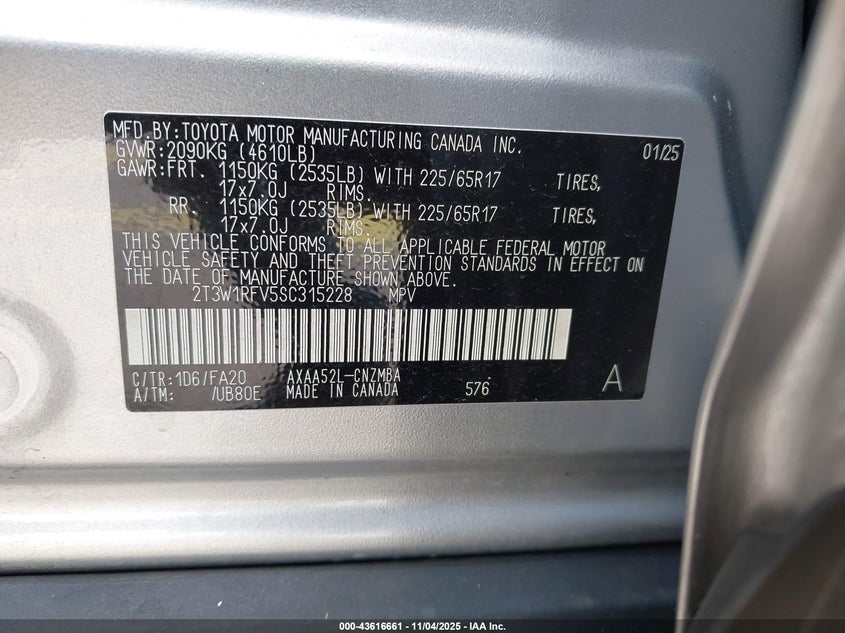 MFD.BY:TOYOTA MOTOR MANUFACTURING CANADA INC.
GVWR:2090KG (4610LB) 01/25
GAWR:FRT. 1150KG (2535LB) WITH 225/65R17 TIRES,
17x7.0J RIMS.
RR. 1150KG (2535LB) WITH 225/65R17 TIRES,
17x7.0J RIMS.
THIS VEHICLE CONFORMS TO ALL APPLICABLE FEDERAL MOTOR
VEHICLE SAFETY AND THEFT PREVENTION STANDARDS IN EFFECT ON
THE DATE OF MANUFACTURE SHOWN ABOVE.
2T3W1RFV5SC315228 MPV
C/TR:1D6/FA20 AXAA52L-CNZMBA
A/TM: /UB80E MADE IN CANADA 576 A
000-43616661 — 11/04/2025 — IAA Inc.